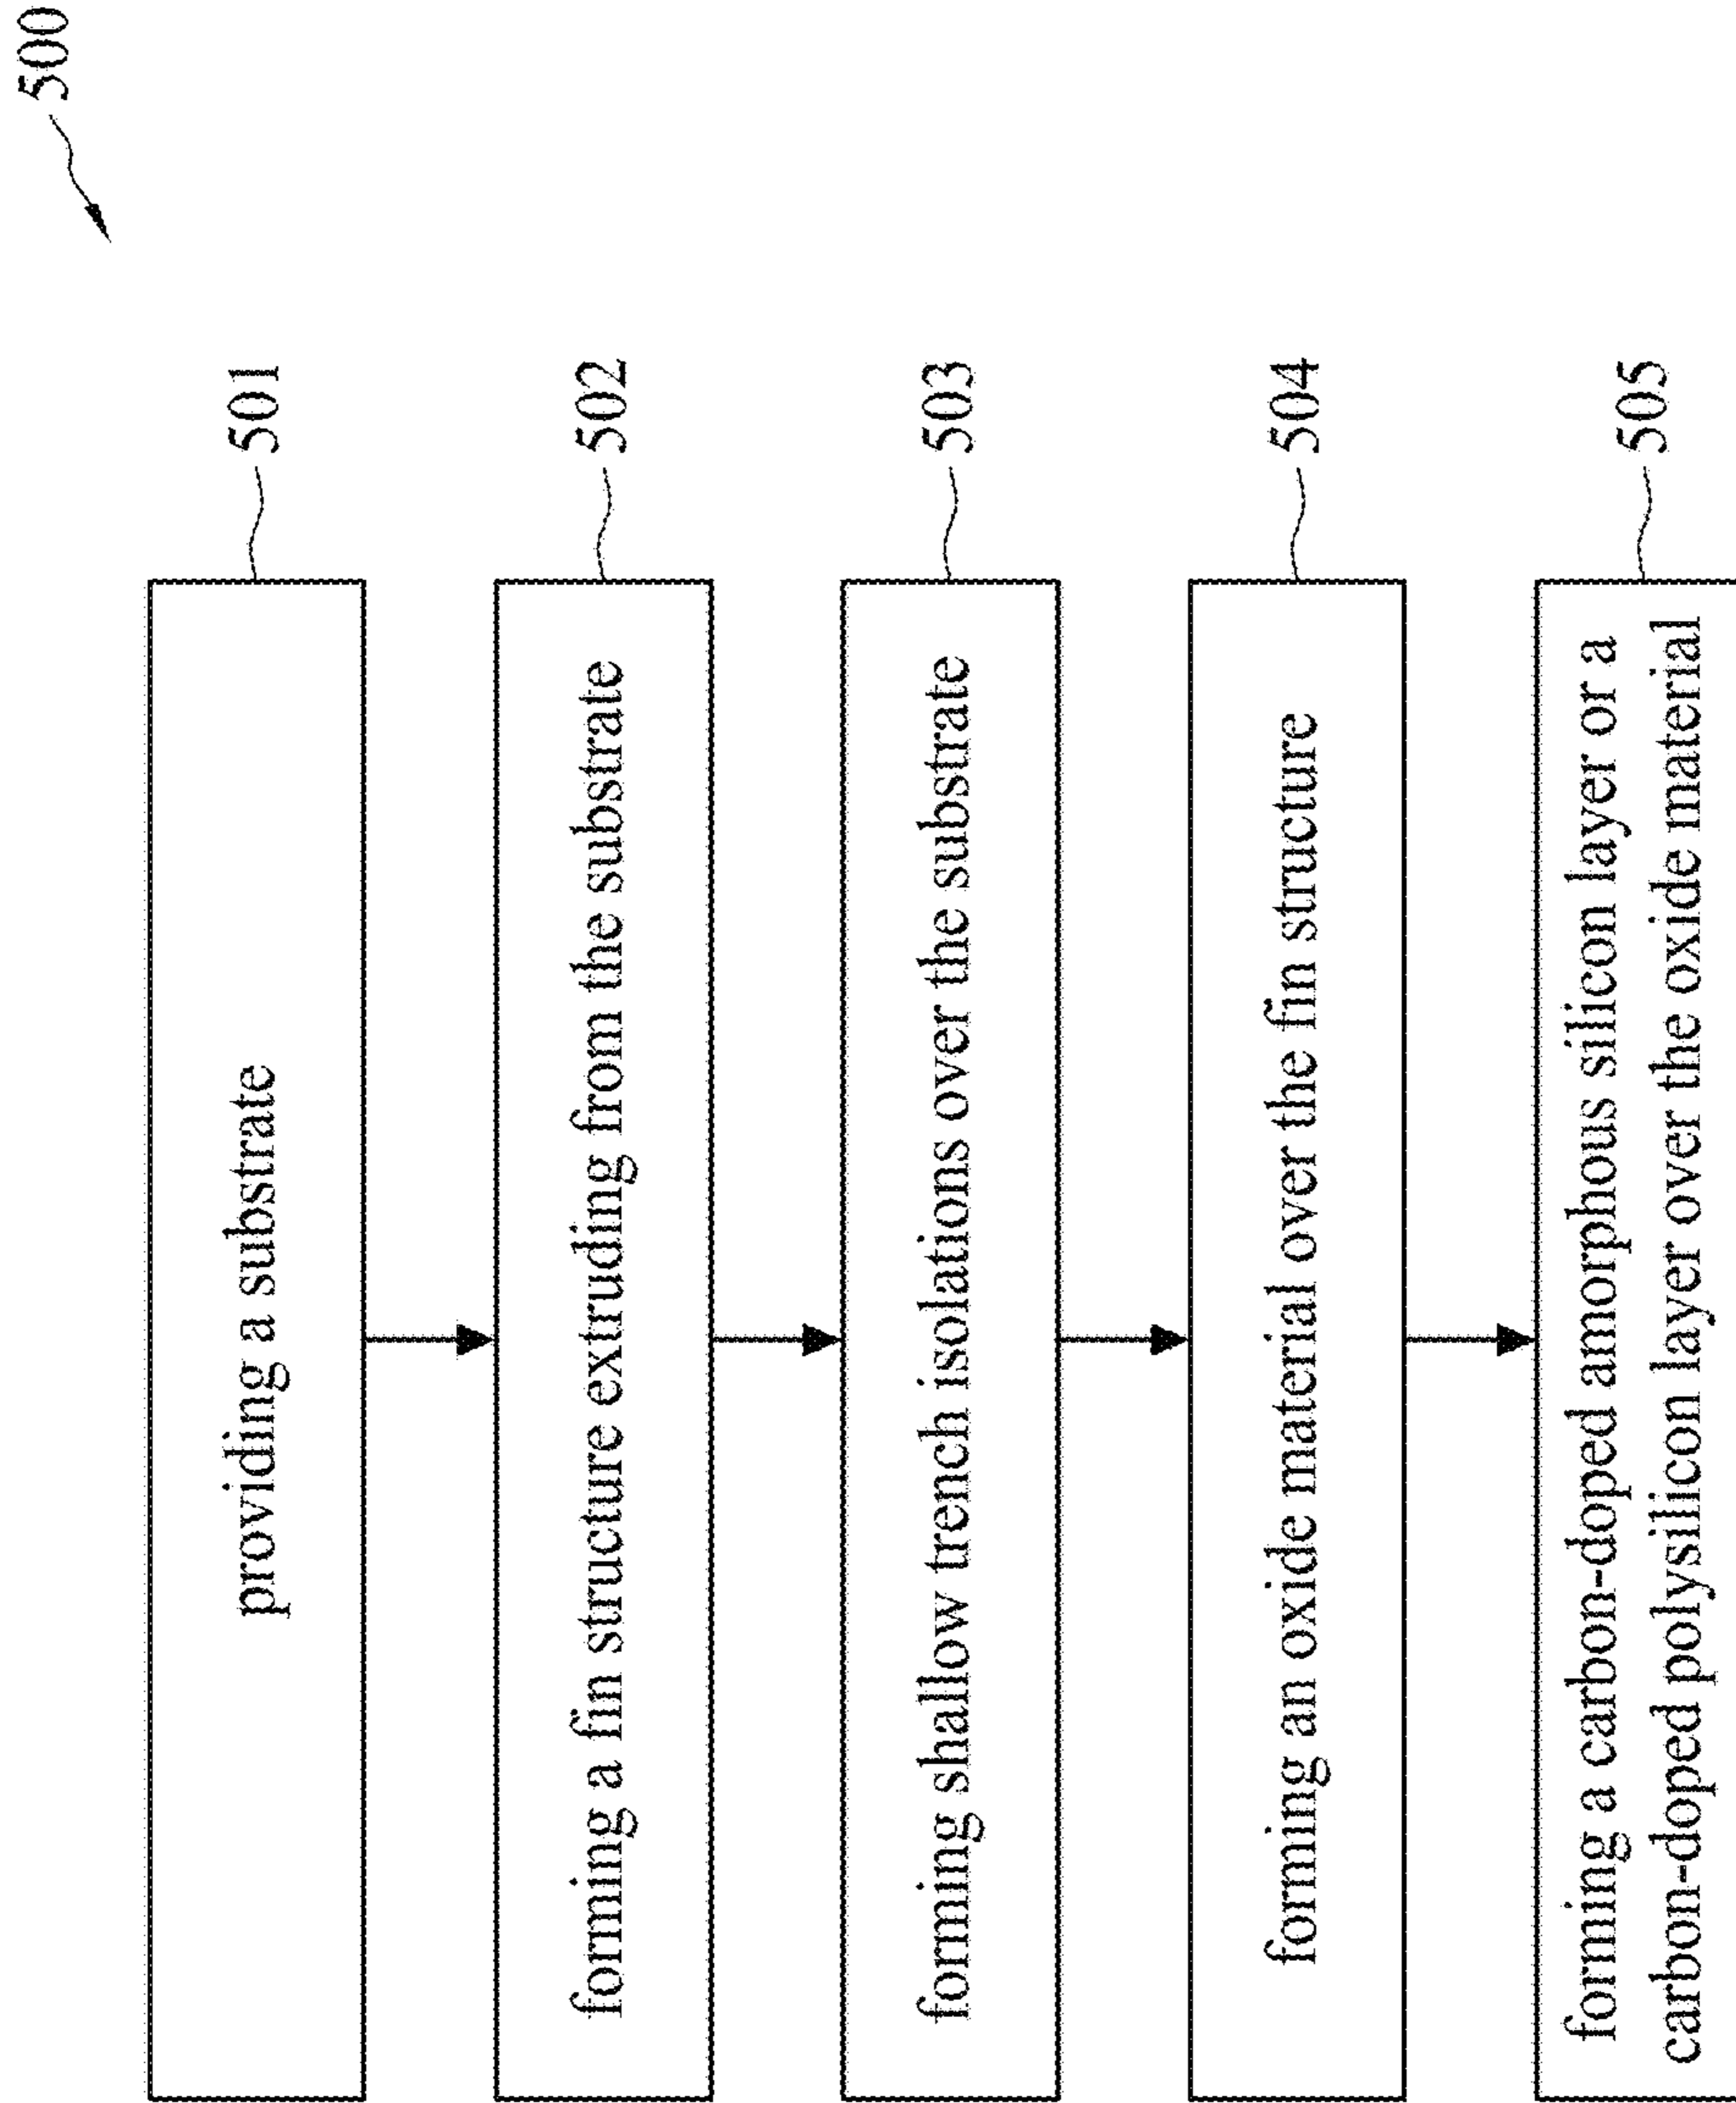 500
providing a substrate
501
forming a fin structure extruding from the substrate
502
forming shallow trench isolations over the substrate
503
forming an oxide material over the fin structure
504
forming a carbon-doped amorphous silicon layer or a
carbon-doped polysilicon layer over the oxide material
505